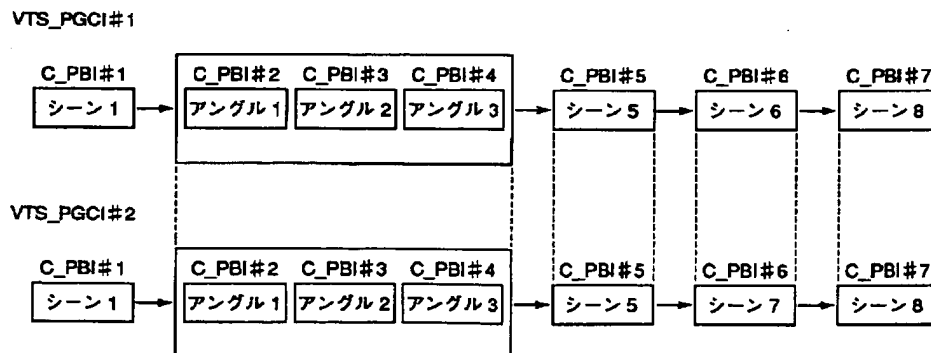 VTS_PGCI#1
C_PBI#1 C_PBI#2 C_PBI#3 C_PBI#4 C_PBI#5 C_PBI#6 C_PBI#7
シーン1 アングル1 アングル2 アングル3 シーン5 シーン6 シーン8
VTS_PGCI#2
C_PBI#1 C_PBI#2 C_PBI#3 C_PBI#4 C_PBI#5 C_PBI#6 C_PBI#7
シーン1 アングル1 アングル2 アングル3 シーン5 シーン7 シーン8